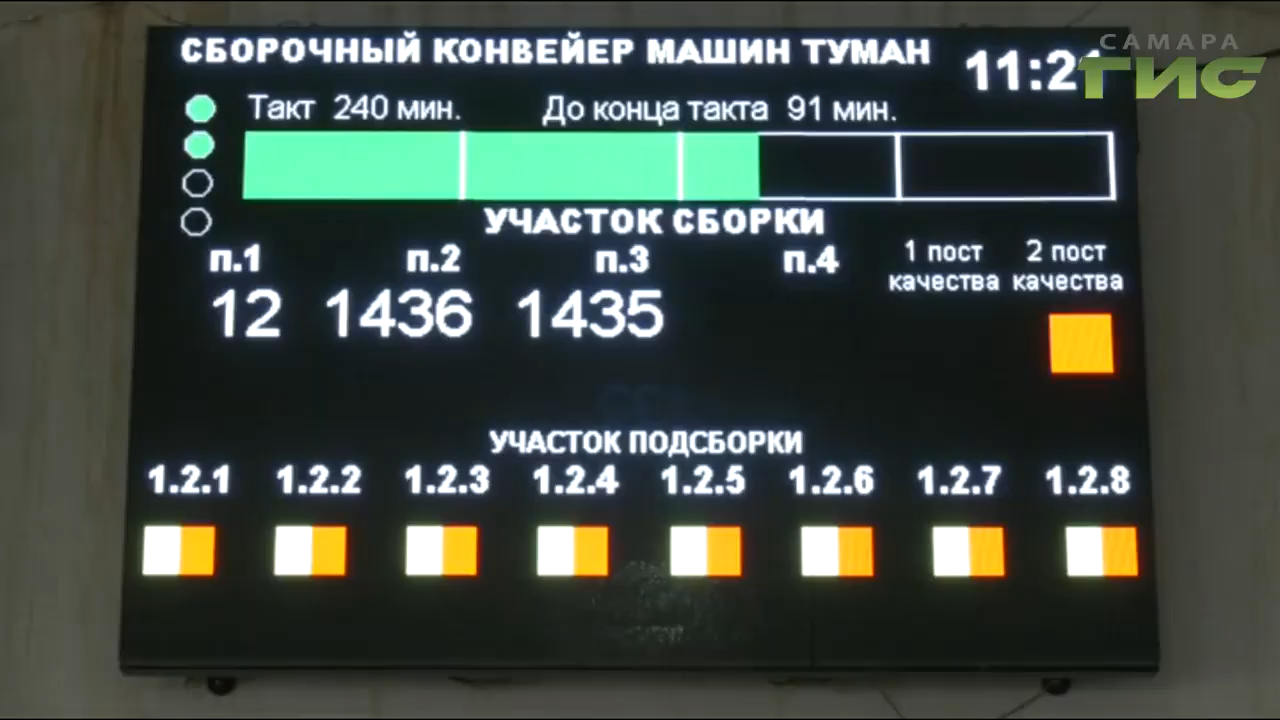 СБОРОЧНЫЙ КОНВЕЙЕР МАШИН ТУМАН
11:21
САМАРА
ГИС
Такт 240 мин. До конца такта 91 мин.
УЧАСТОК СБОРКИ
п.1 п.2 п.3 п.4 1 пост качества 2 пост качества
12 1436 1435
УЧАСТОК ПОДСБОРКИ
1.2.1 1.2.2 1.2.3 1.2.4 1.2.5 1.2.6 1.2.7 1.2.8